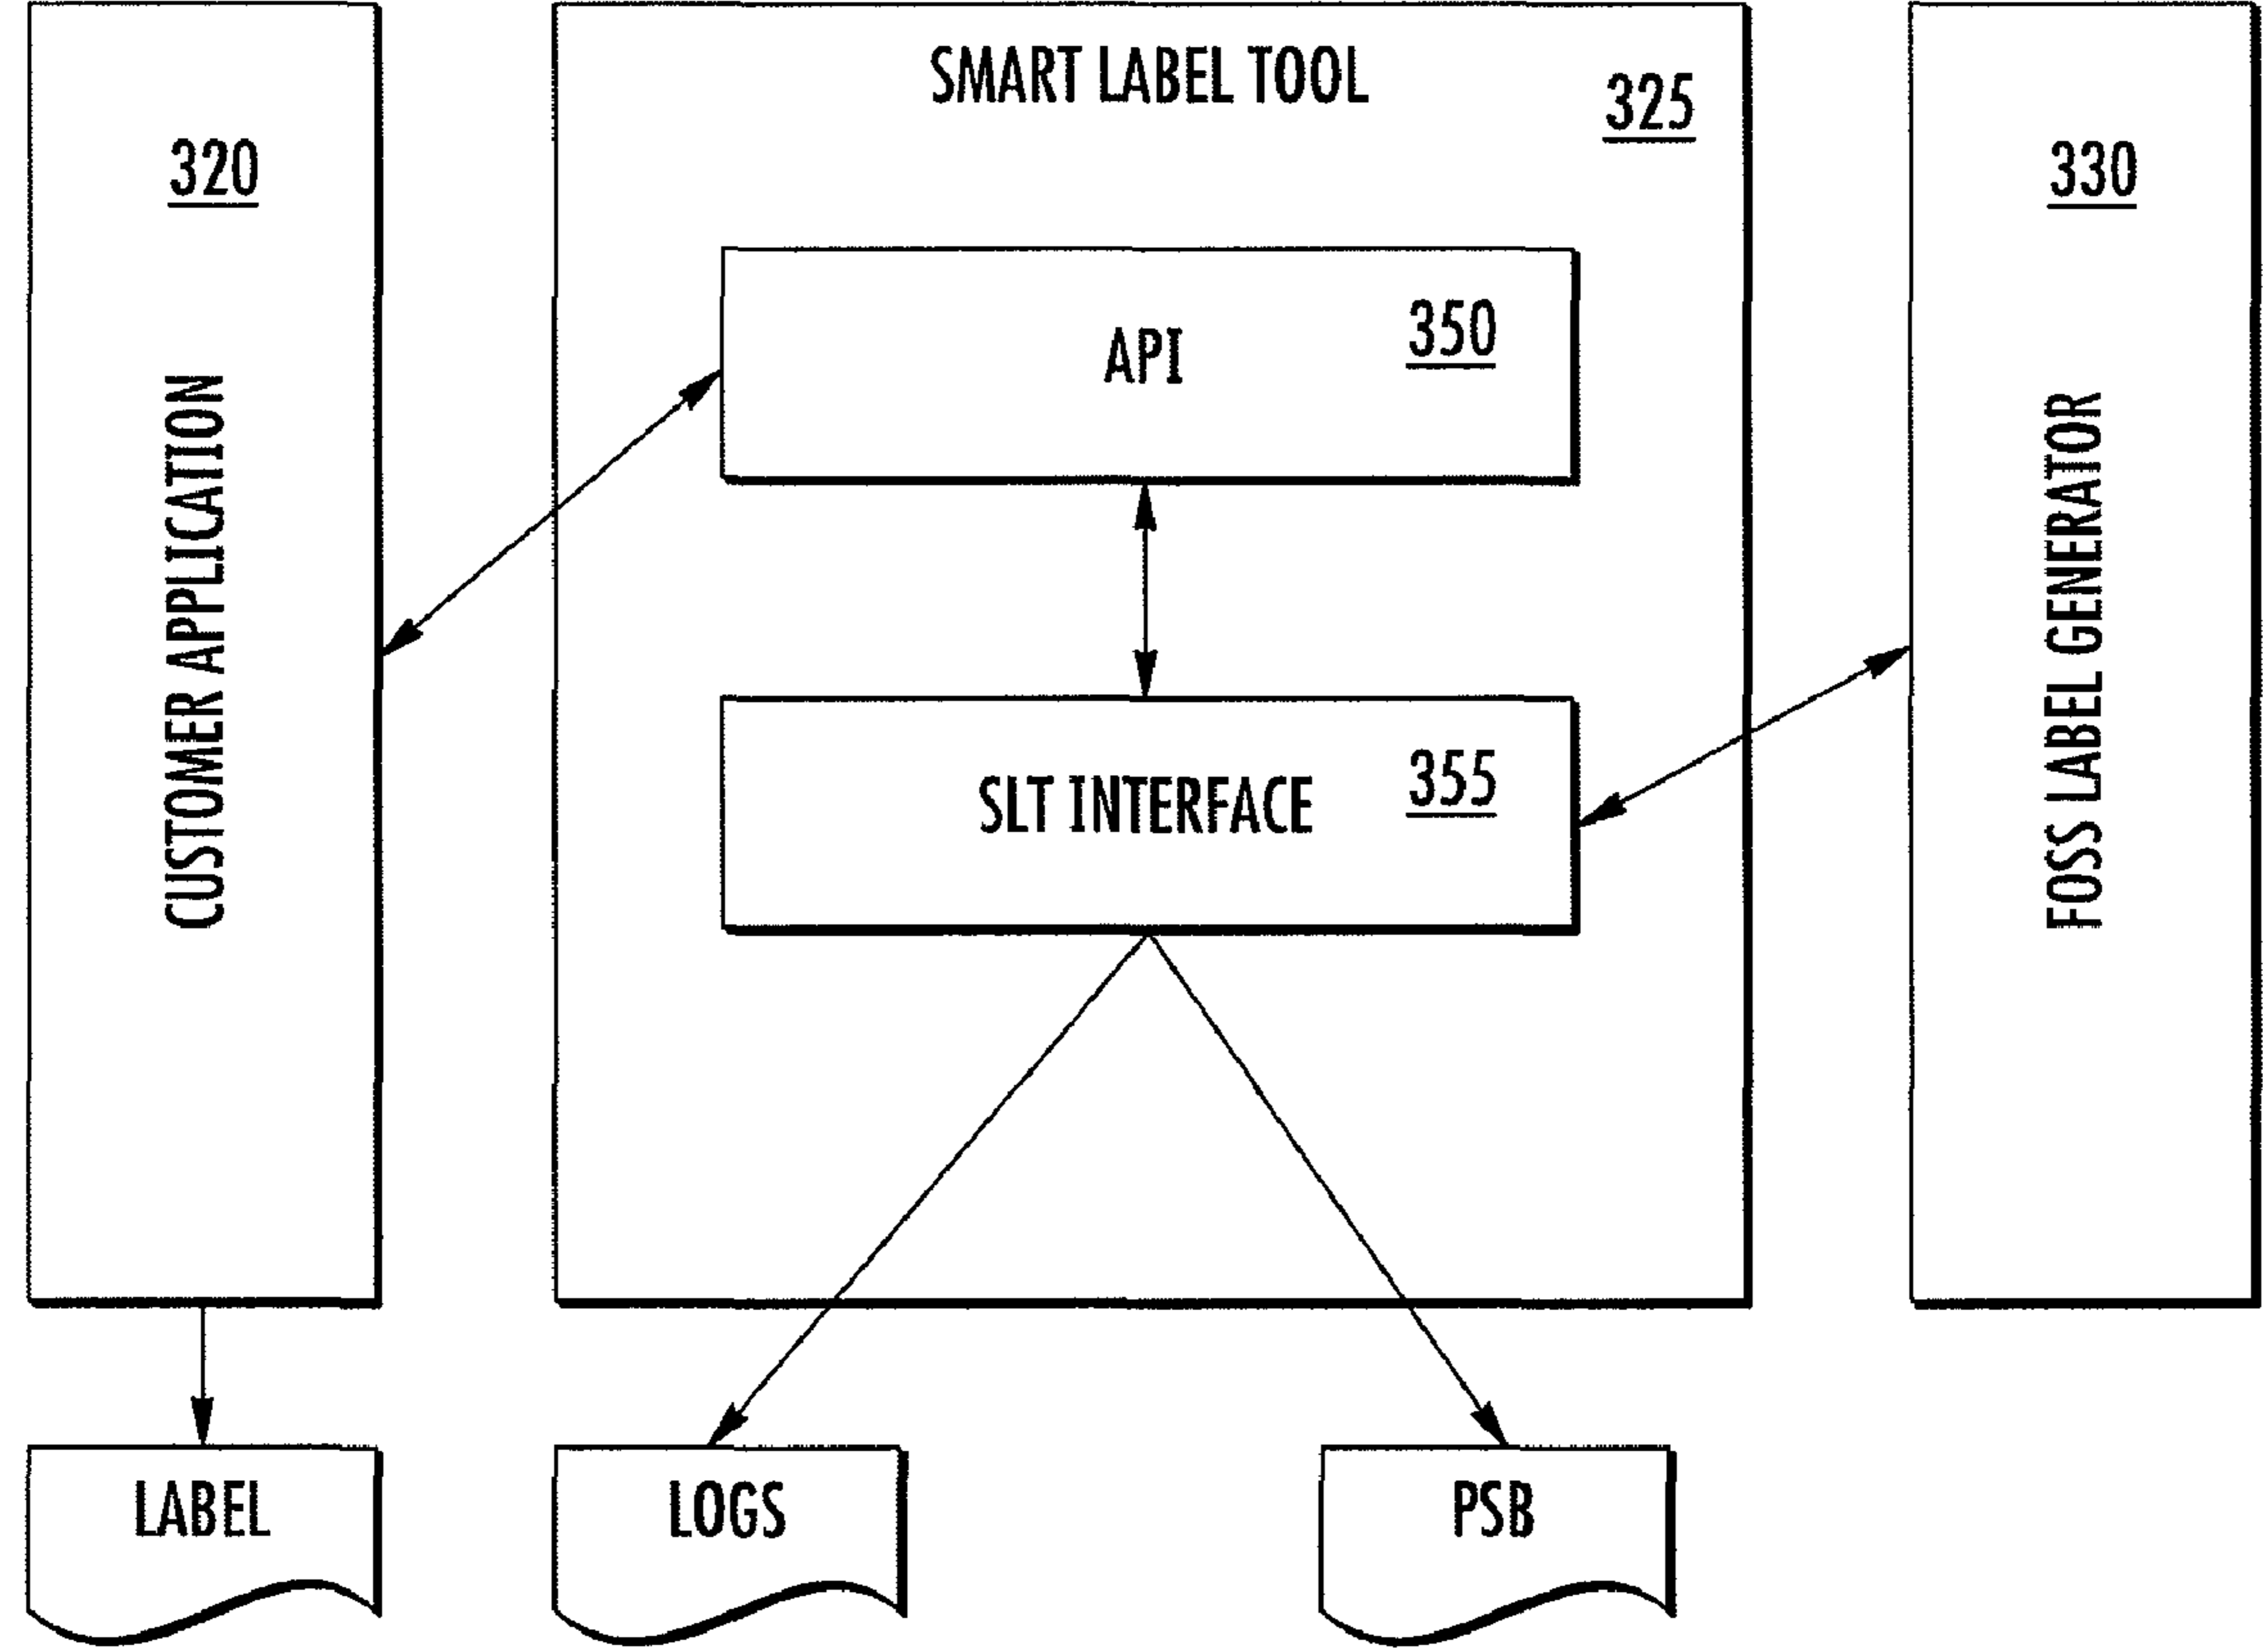 SMART LABEL TOOL
325
320
CUSTOMER APPLICATION
API
350
SLT INTERFACE
355
330
FOSS LABEL GENERATOR
LABEL
LOGS
PSB